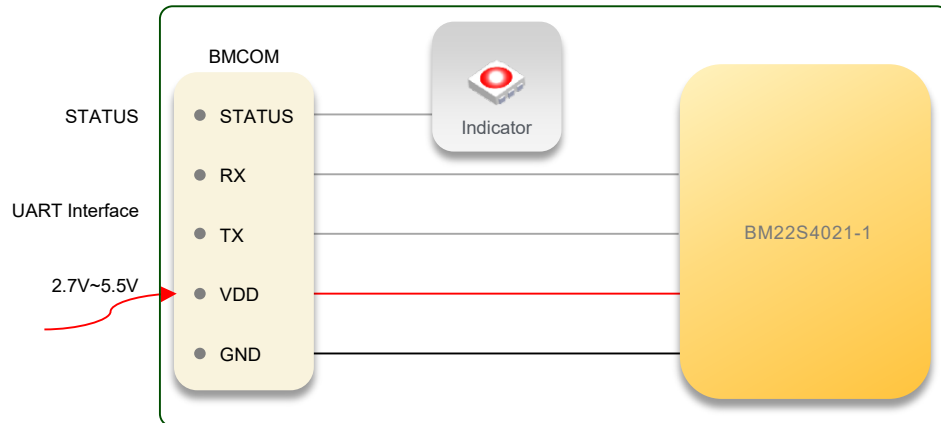 BMCOM
STATUS
STATUS
Indicator
RX
UART Interface
TX
BM22S4021-1
2.7V~5.5V
VDD
GND